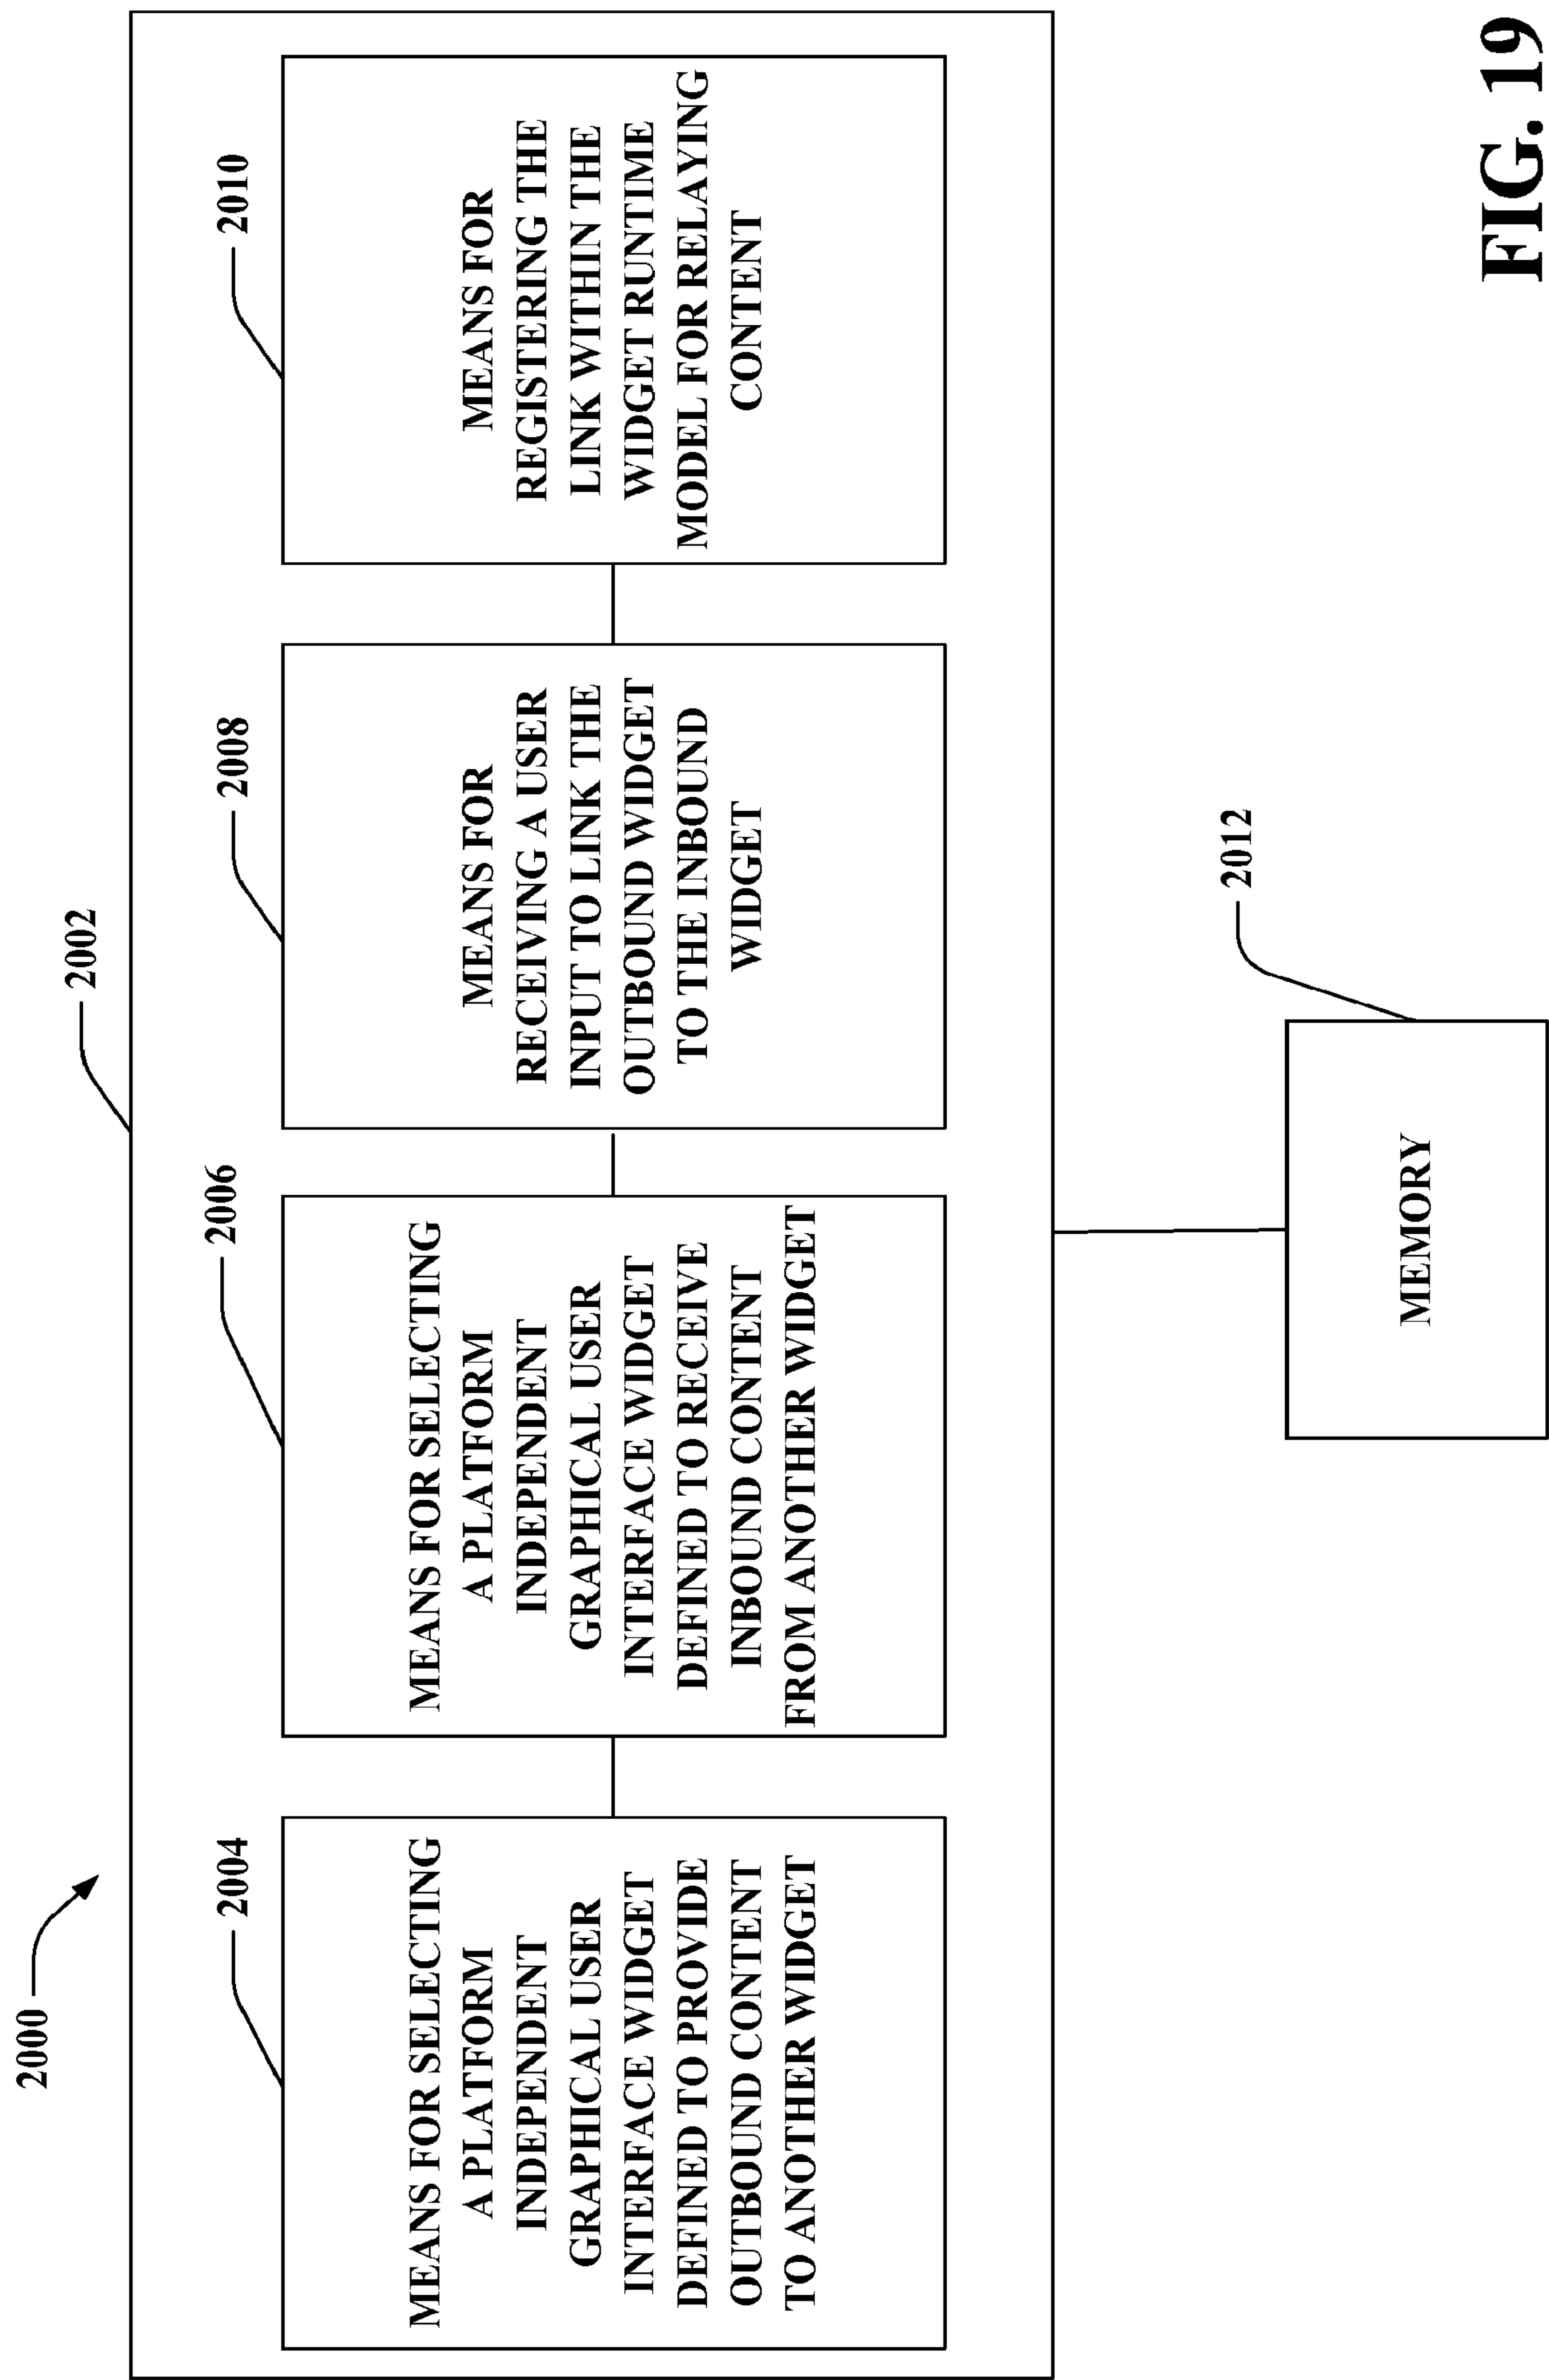 2000
2002
2004
MEANS FOR SELECTING
A PLATFORM
INDEPENDENT
GRAPHICAL USER
INTERFACE WIDGET
DEFINED TO PROVIDE
OUTBOUND CONTENT
TO ANOTHER WIDGET
2006
MEANS FOR SELECTING
A PLATFORM
INDEPENDENT
GRAPHICAL USER
INTERFACE WIDGET
DEFINED TO RECEIVE
INBOUND CONTENT
FROM ANOTHER WIDGET
2008
MEANS FOR
RECEIVING A USER
INPUT TO LINK THE
OUTBOUND WIDGET
TO THE INBOUND
WIDGET
2010
MEANS FOR
REGISTERING THE
LINK WITHIN THE
WIDGET RUNTIME
MODEL FOR RELAYING
CONTENT
2012
MEMORY
FIG. 19